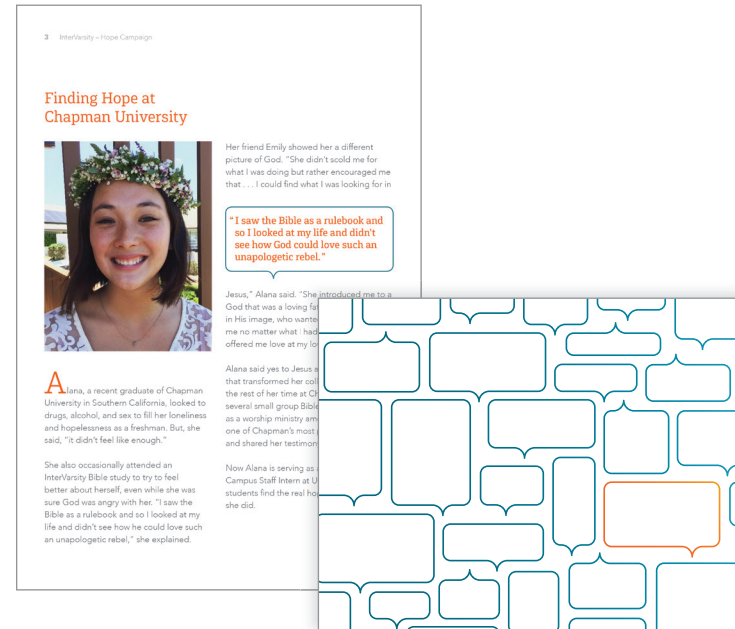 3 InterVarsity – Hope Campaign
Finding Hope at
Chapman University
Alana, a recent graduate of Chapman
University in Southern California, looked to
drugs, alcohol, and sex to fill her loneliness
and hopelessness as a freshman. But, she
said, "it didn't feel like enough."
She also occasionally attended an
InterVarsity Bible study to try to feel
better about herself, even while she was
sure God was angry with her. "I saw the
Bible as a rulebook and so I looked at my
life and didn't see how he could love such
an unapologetic rebel," she explained.
Her friend Emily showed her a different
picture of God. "She didn't scold me for
what I was doing but rather encouraged me
that . . . I could find what I was looking for in
"I saw the Bible as a rulebook and
so I looked at my life and didn't
see how God could love such an
unapologetic rebel."
Jesus," Alana said. "She introduced me to a
God that was a loving
in His image, who
me no matter what I had
offered me love at my
Alana said yes to Jesus
that transformed her
the rest of her time at
several small group Bible
as a worship ministry
one of Chapman's most
and shared her
Now Alana is serving as
Campus Staff Intern at
students find the real
she did.